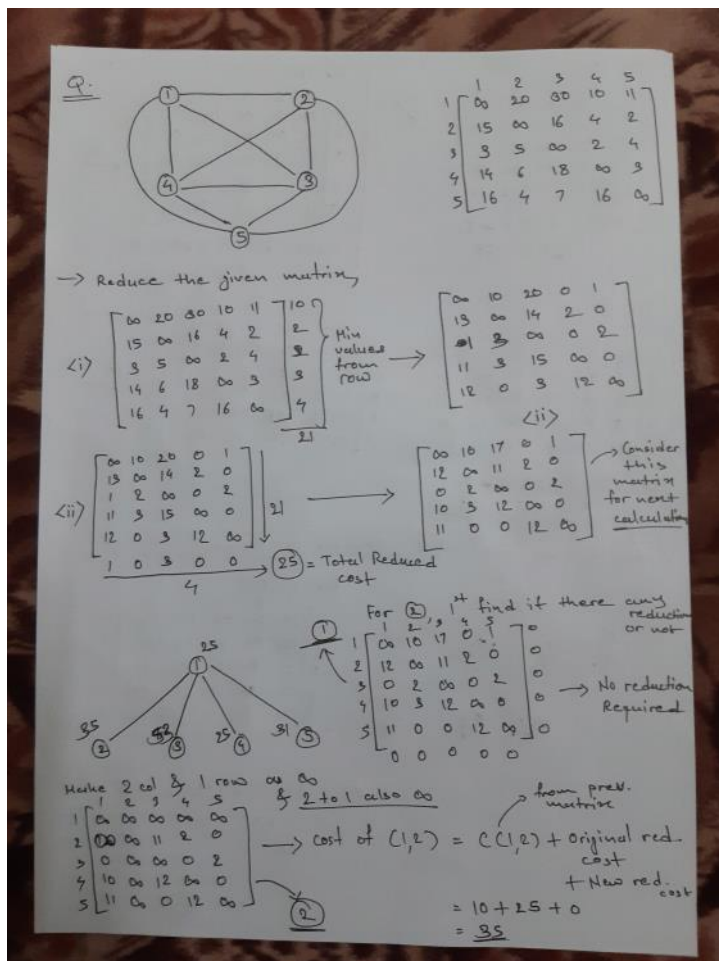 Q.
1 2
4 3
5
1 2 3 4 5
1 ∞ 20 30 10 11
2 15 ∞ 16 4 2
3 3 5 ∞ 2 4
4 14 6 18 ∞ 3
5 16 4 7 16 ∞
→ Reduce the given matrix,
<i>
∞ 20 30 10 11 10
15 ∞ 16 4 2 2
3 5 ∞ 2 4 2
14 6 18 ∞ 3 3
16 4 7 16 ∞ 4
21
Min
values
from
row
→
∞ 10 20 0 1
13 ∞ 14 2 0
1 3 ∞ 0 2
11 3 15 ∞ 0
12 0 3 12 ∞
<ii>
<ii>
∞ 10 20 0 1
13 ∞ 14 2 0
1 2 ∞ 0 2
11 3 15 ∞ 0
12 0 3 12 ∞
1 0 3 0 0
21
4
25 = Total Reduced
cost
→
∞ 10 17 0 1
12 ∞ 11 2 0
0 2 ∞ 0 2
10 3 12 ∞ 0
11 0 0 12 ∞
Consider
this
matrix
for next
calculation
For 2, 1st find if there any
reduction
or not
1
1 2 3 4 5
1 ∞ 10 17 0 1 0
2 12 ∞ 11 2 0 0
3 0 2 ∞ 0 2 0
4 10 3 12 ∞ 0 0
5 11 0 0 12 ∞ 0
0 0 0 0 0
→ No reduction
Required
25
1
35 2
53 3
25 4
31 5
Make 2 col & 1 row as ∞
& 2 to 1 also ∞
1 2 3 4 5
1 ∞ ∞ ∞ ∞ ∞
2 ∞ ∞ 11 2 0
3 0 ∞ ∞ 0 2
4 10 ∞ 12 ∞ 0
5 11 ∞ 0 12 ∞
2
from prev.
matrix
→ Cost of (1,2) = C(1,2) + Original red.
cost
+ New red.
cost
= 10 + 25 + 0
= 35